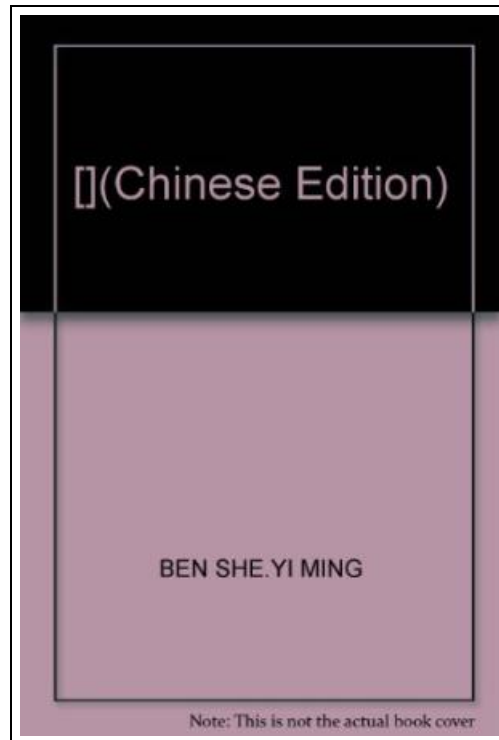 [](Chinese Edition)
BEN SHE.YI MING
Note: This is not the actual book cover